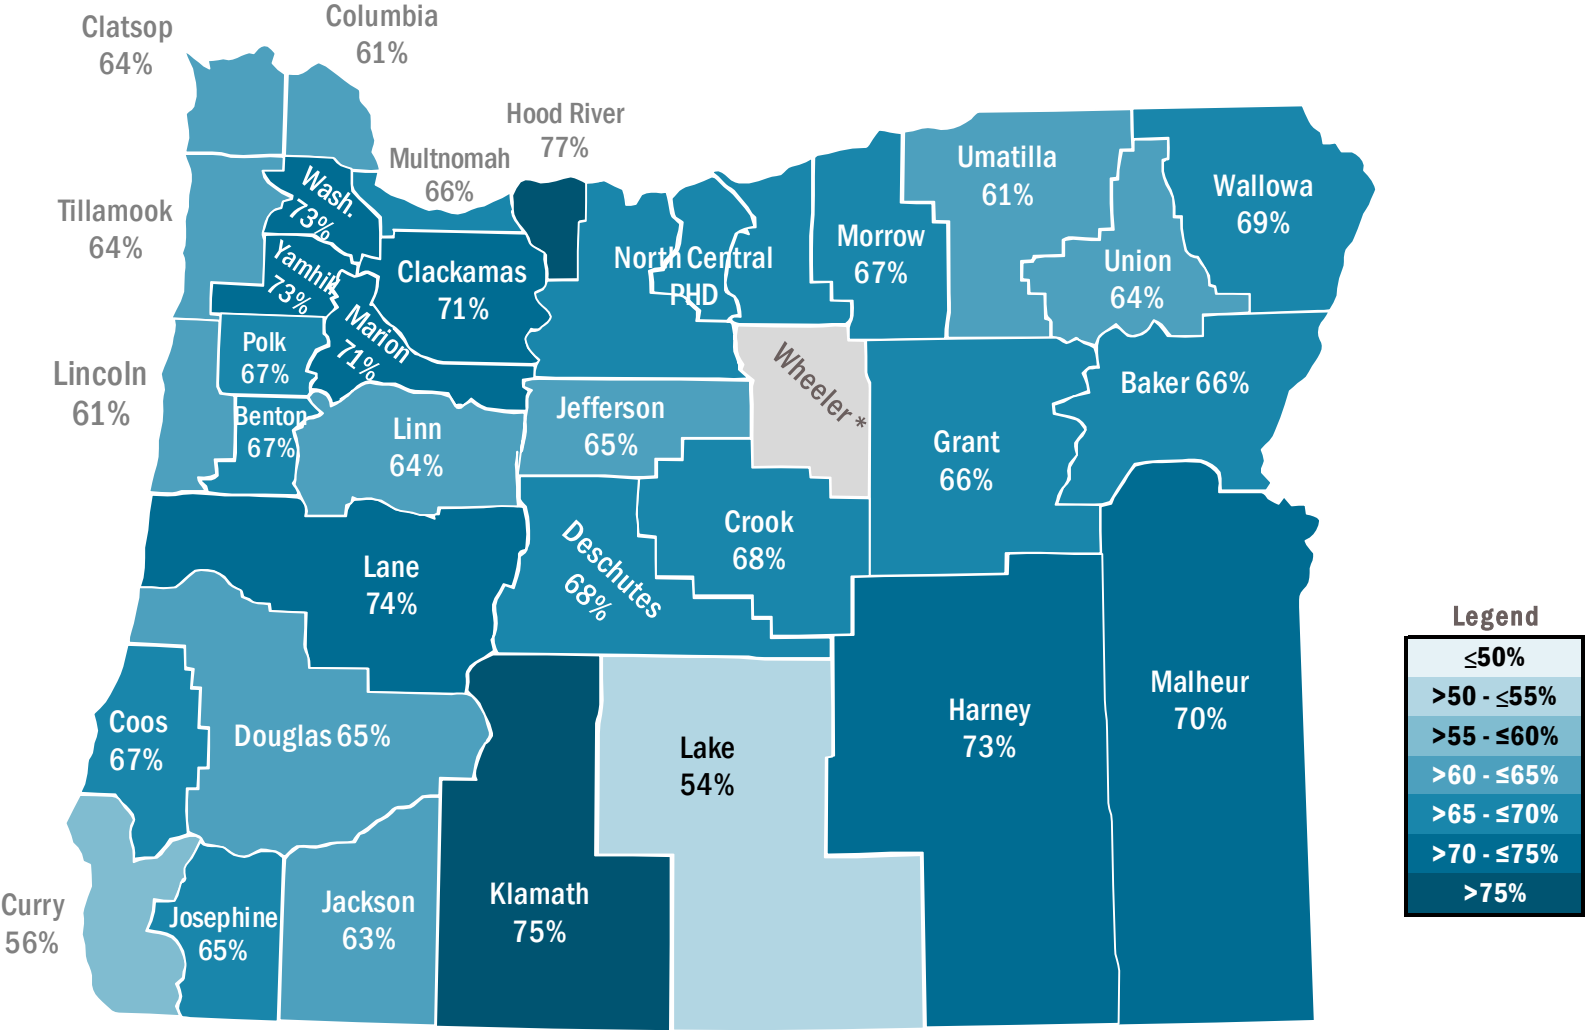 Clatsop
64%
Columbia
61%
Hood River
77%
Multnomah
66%
Wash.
73%
Tillamook
64%
Yamhill
73%
Clackamas
71%
North Central
PHD
Morrow
67%
Umatilla
61%
Union
64%
Wallowa
69%
Marion
71%
Polk
67%
Lincoln
61%
Benton
67%
Linn
64%
Jefferson
65%
Wheeler *
Grant
66%
Baker 66%
Crook
68%
Deschutes
68%
Lane
74%
Coos
67%
Douglas 65%
Lake
54%
Harney
73%
Malheur
70%
Curry
56%
Josephine
65%
Jackson
63%
Klamath
75%
Legend
≤50%
>50 - ≤55%
>55 - ≤60%
>60 - ≤65%
>65 - ≤70%
>70 - ≤75%
>75%